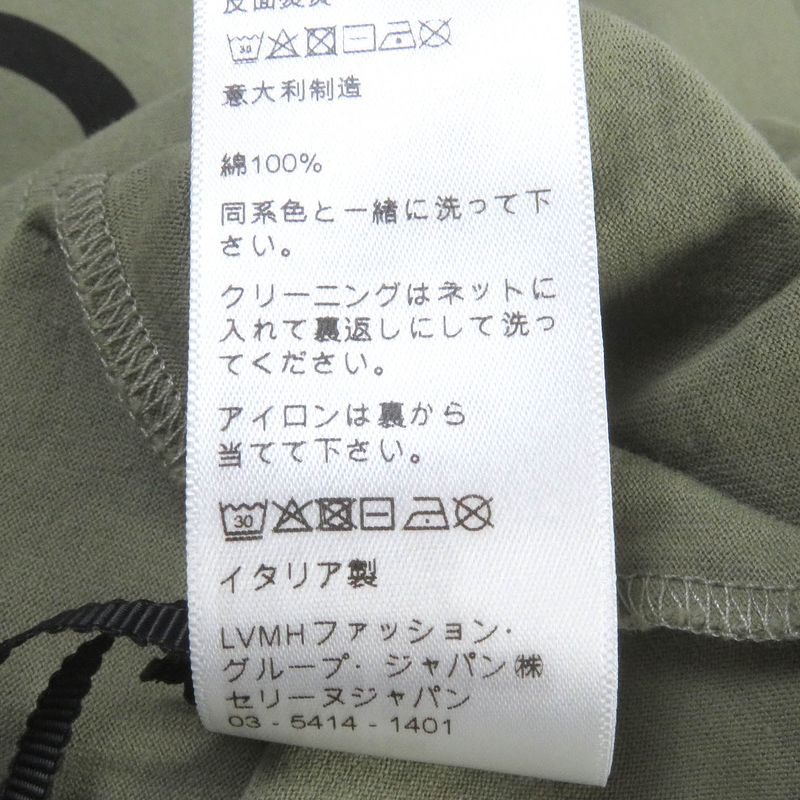 反面熨烫
30
意大利制造
綿100%
同系色と一緒に洗って下
さい。
クリーニングはネットに
入れて裏返しにして洗っ
てください。
アイロンは裏から
当てて下さい。
30
イタリア製
LVMHファッション·
グループ·ジャパン㈱
セリーヌジャパン
03-5414-1401